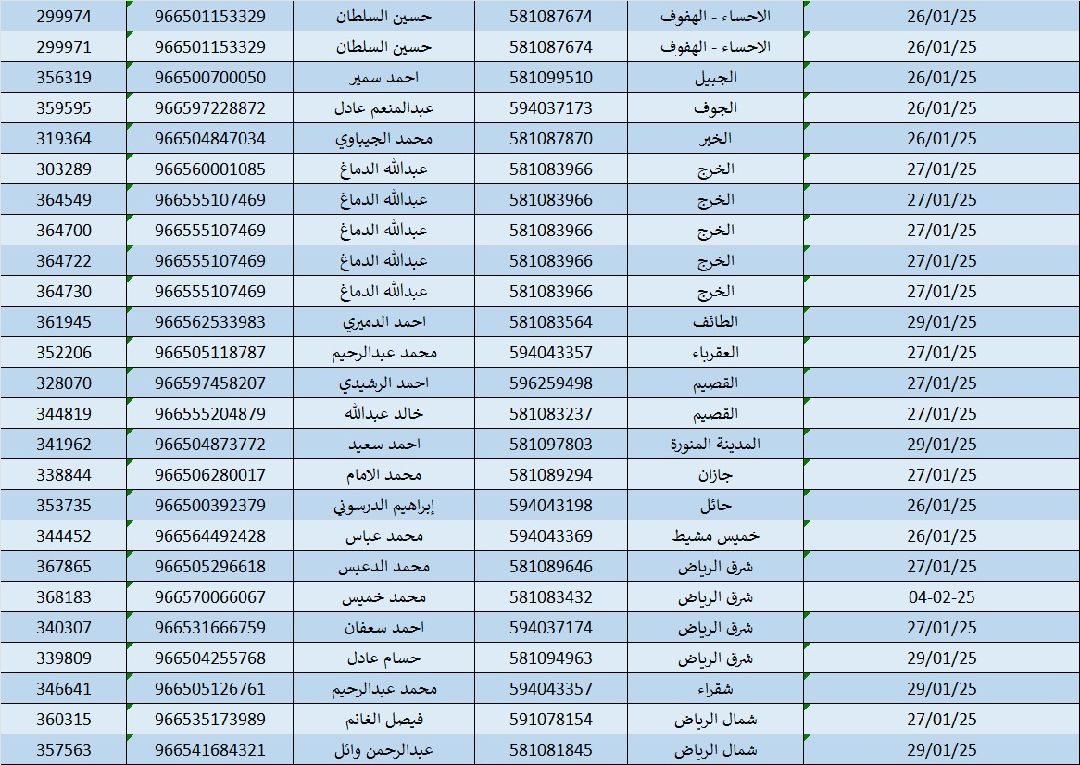 299974 966501153329 حسين السلطان 581087674 الاحساء - الهفوف 26/01/25
299971 966501153329 حسين السلطان 581087674 الاحساء - الهفوف 26/01/25
356319 966500700050 احمد سمير 581099510 الجبيل 26/01/25
359595 966597228872 عبدالمنعم عادل 594037173 الجوف 26/01/25
319364 966504847034 محمد الجيباوي 581087870 الخبر 26/01/25
303289 966560001085 عبدالله الدماغ 581083966 الخرج 27/01/25
364549 966555107469 عبدالله الدماغ 581083966 الخرج 27/01/25
364700 966555107469 عبدالله الدماغ 581083966 الخرج 27/01/25
364722 966555107469 عبدالله الدماغ 581083966 الخرج 27/01/25
364730 966555107469 عبدالله الدماغ 581083966 الخرج 27/01/25
361945 966562533983 احمد الدميري 581083564 الطائف 29/01/25
352206 966505118787 محمد عبدالرحيم 594043357 العقرباء 27/01/25
328070 966597458207 احمد الرشيدي 596259498 القصيم 27/01/25
344819 966555204879 خالد عبدالله 581083237 القصيم 27/01/25
341962 966504873772 احمد سعيد 581097803 المدينة المنورة 29/01/25
338844 966506280017 محمد الامام 581089294 جازان 27/01/25
353735 966500392379 إبراهيم الدرسوني 594043198 حائل 26/01/25
344452 966564492428 محمد عباس 594043369 خميس مشيط 26/01/25
367865 966505296618 محمد الدعبس 581089646 شرق الرياض 27/01/25
368183 966570066067 محمد خميس 581083432 شرق الرياض 04-02-25
340307 966531666759 احمد سعفان 594037174 شرق الرياض 27/01/25
339809 966504255768 حسام عادل 581094963 شرق الرياض 29/01/25
346641 966505126761 محمد عبدالرحيم 594043357 شقراء 29/01/25
360315 966535173989 فيصل الغانم 591078154 شمال الرياض 27/01/25
357563 966541684321 عبدالرحمن وائل 581081845 شمال الرياض 29/01/25